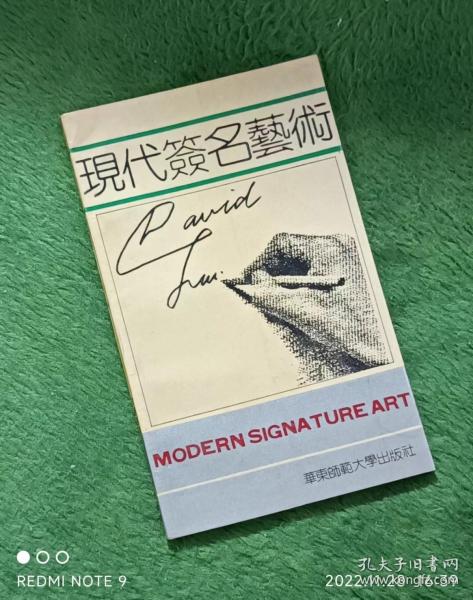 現代簽名藝術
David
MODERN SIGNATURE ART
華東師範大學出版社
REDMI NOTE 9
孔夫子旧书网